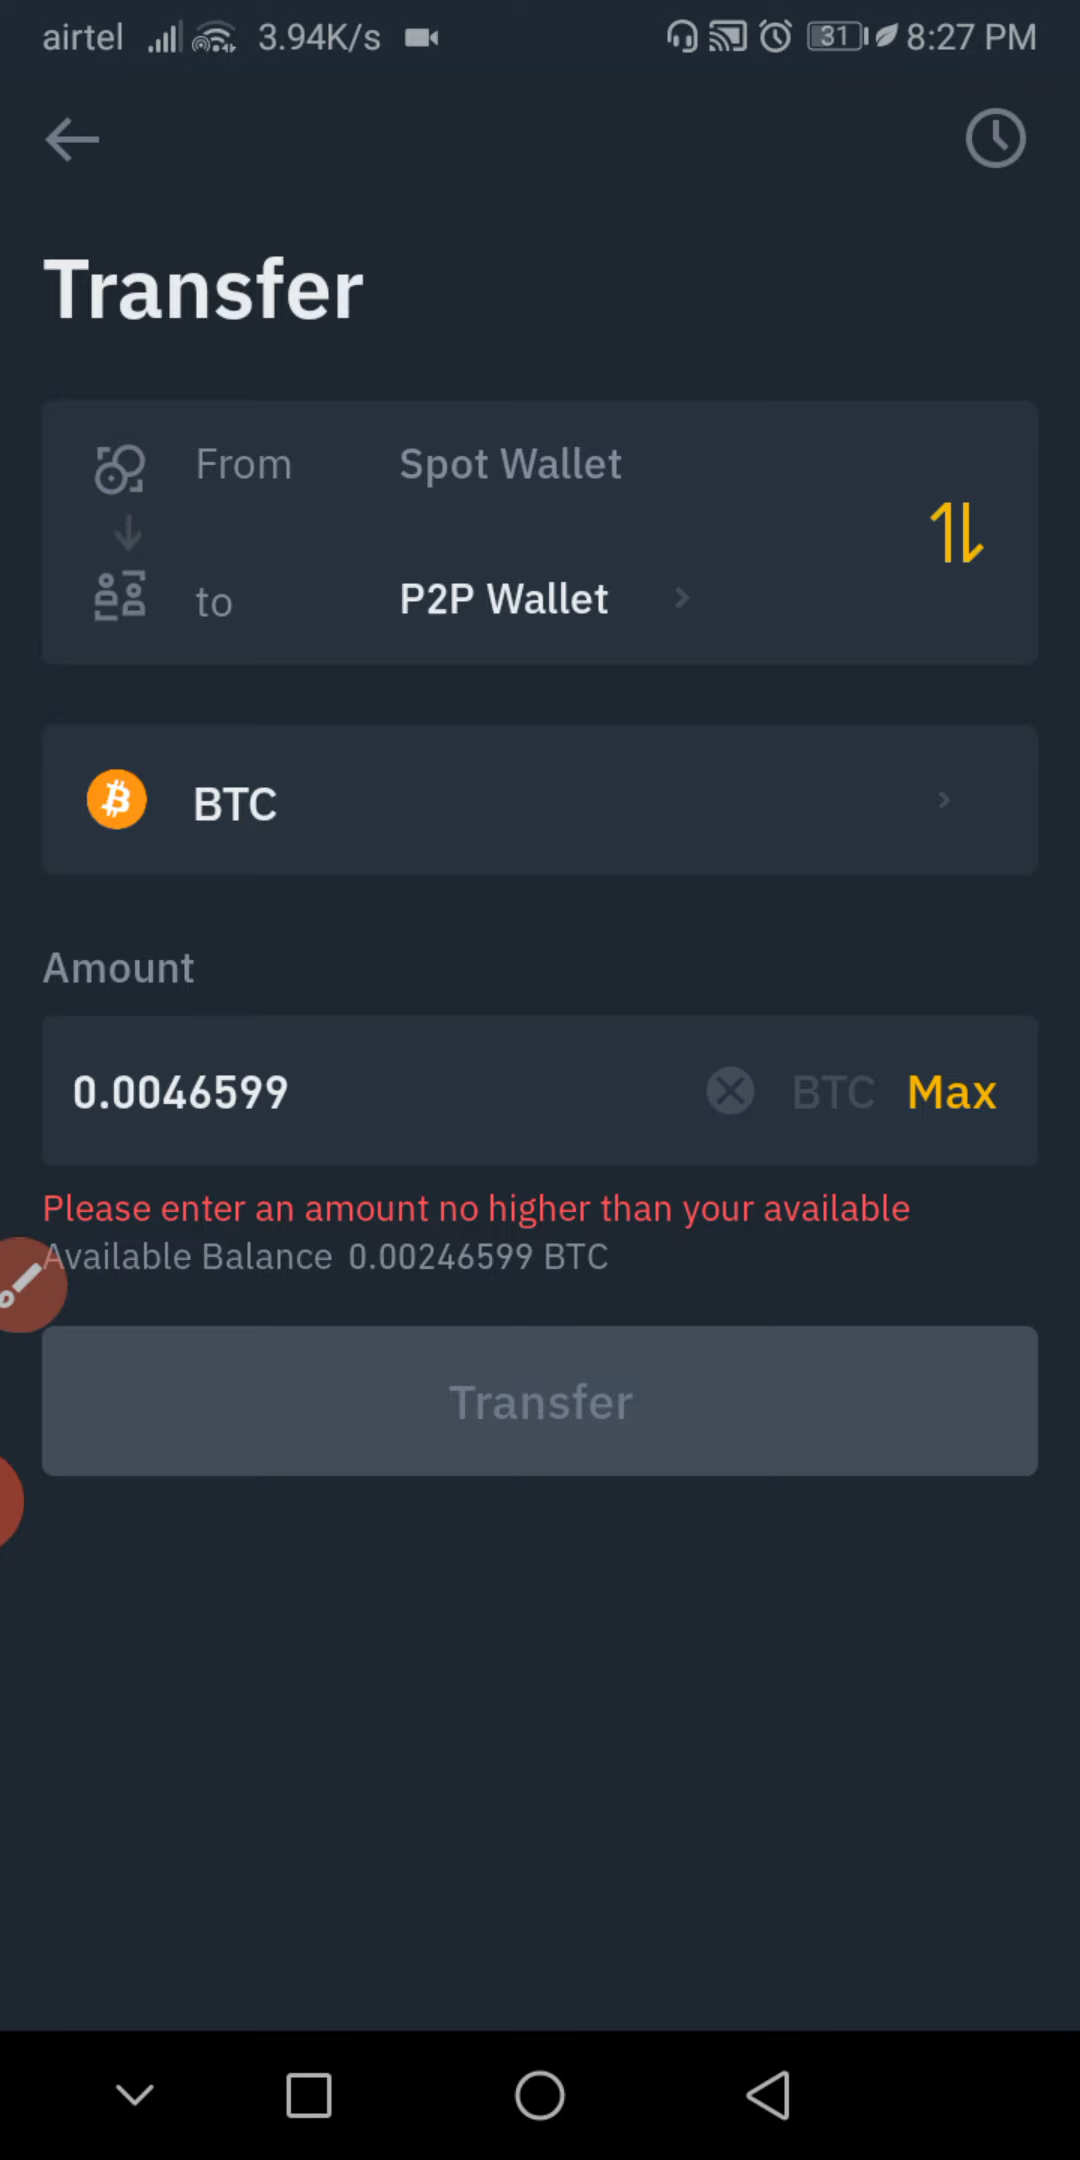 airtel 3.94K/s 31 8:27 PM
Transfer
From Spot Wallet
to P2P Wallet
BTC
Amount
0.0046599 BTC Max
Please enter an amount no higher than your available
Available Balance 0.00246599 BTC
Transfer